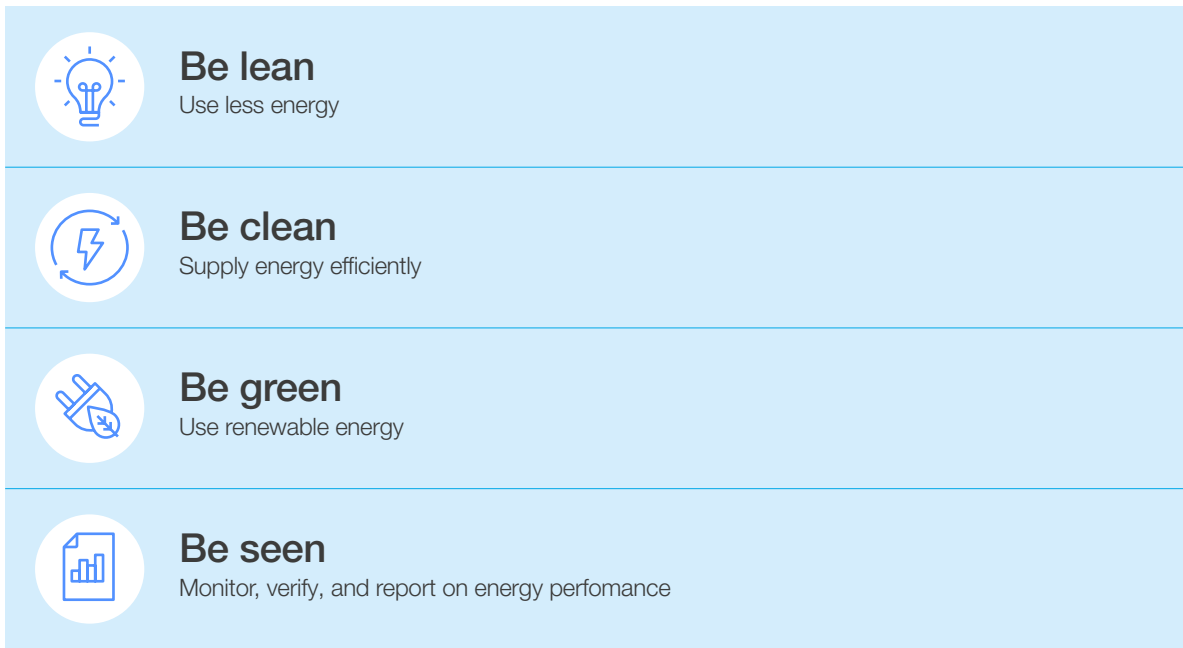 Be lean
Use less energy
Be clean
Supply energy efficiently
Be green
Use renewable energy
Be seen
Monitor, verify, and report on energy perfomance